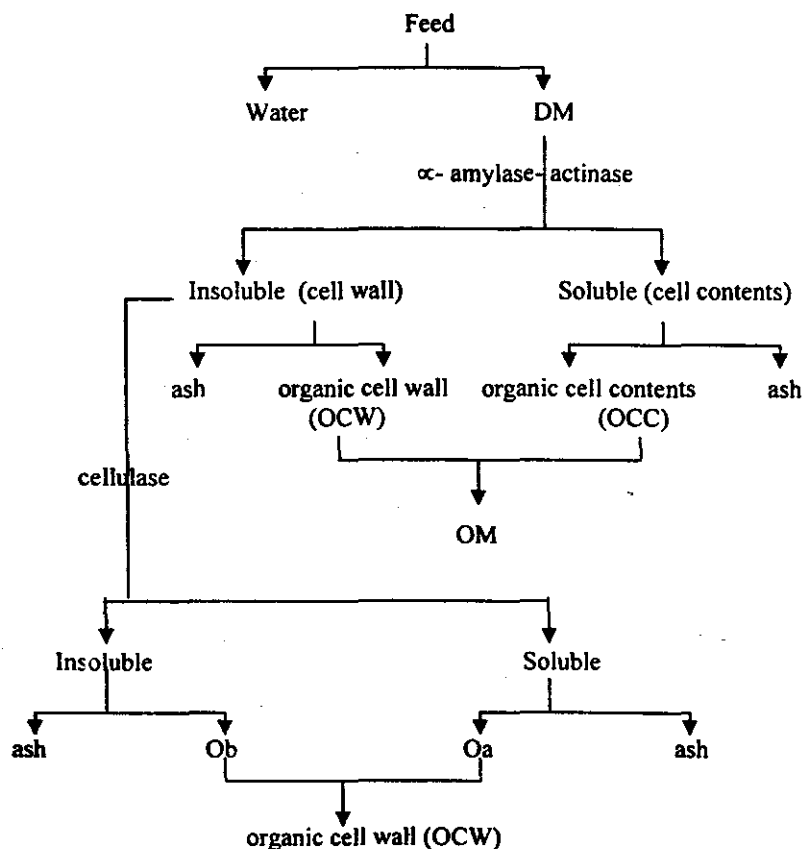 Feed
Water DM
∝- amylase- actinase
Insoluble (cell wall) Soluble (cell contents)
ash organic cell wall organic cell contents ash
(OCW) (OCC)
cellulase
OM
Insoluble Soluble
ash Ob Oa ash
organic cell wall (OCW)